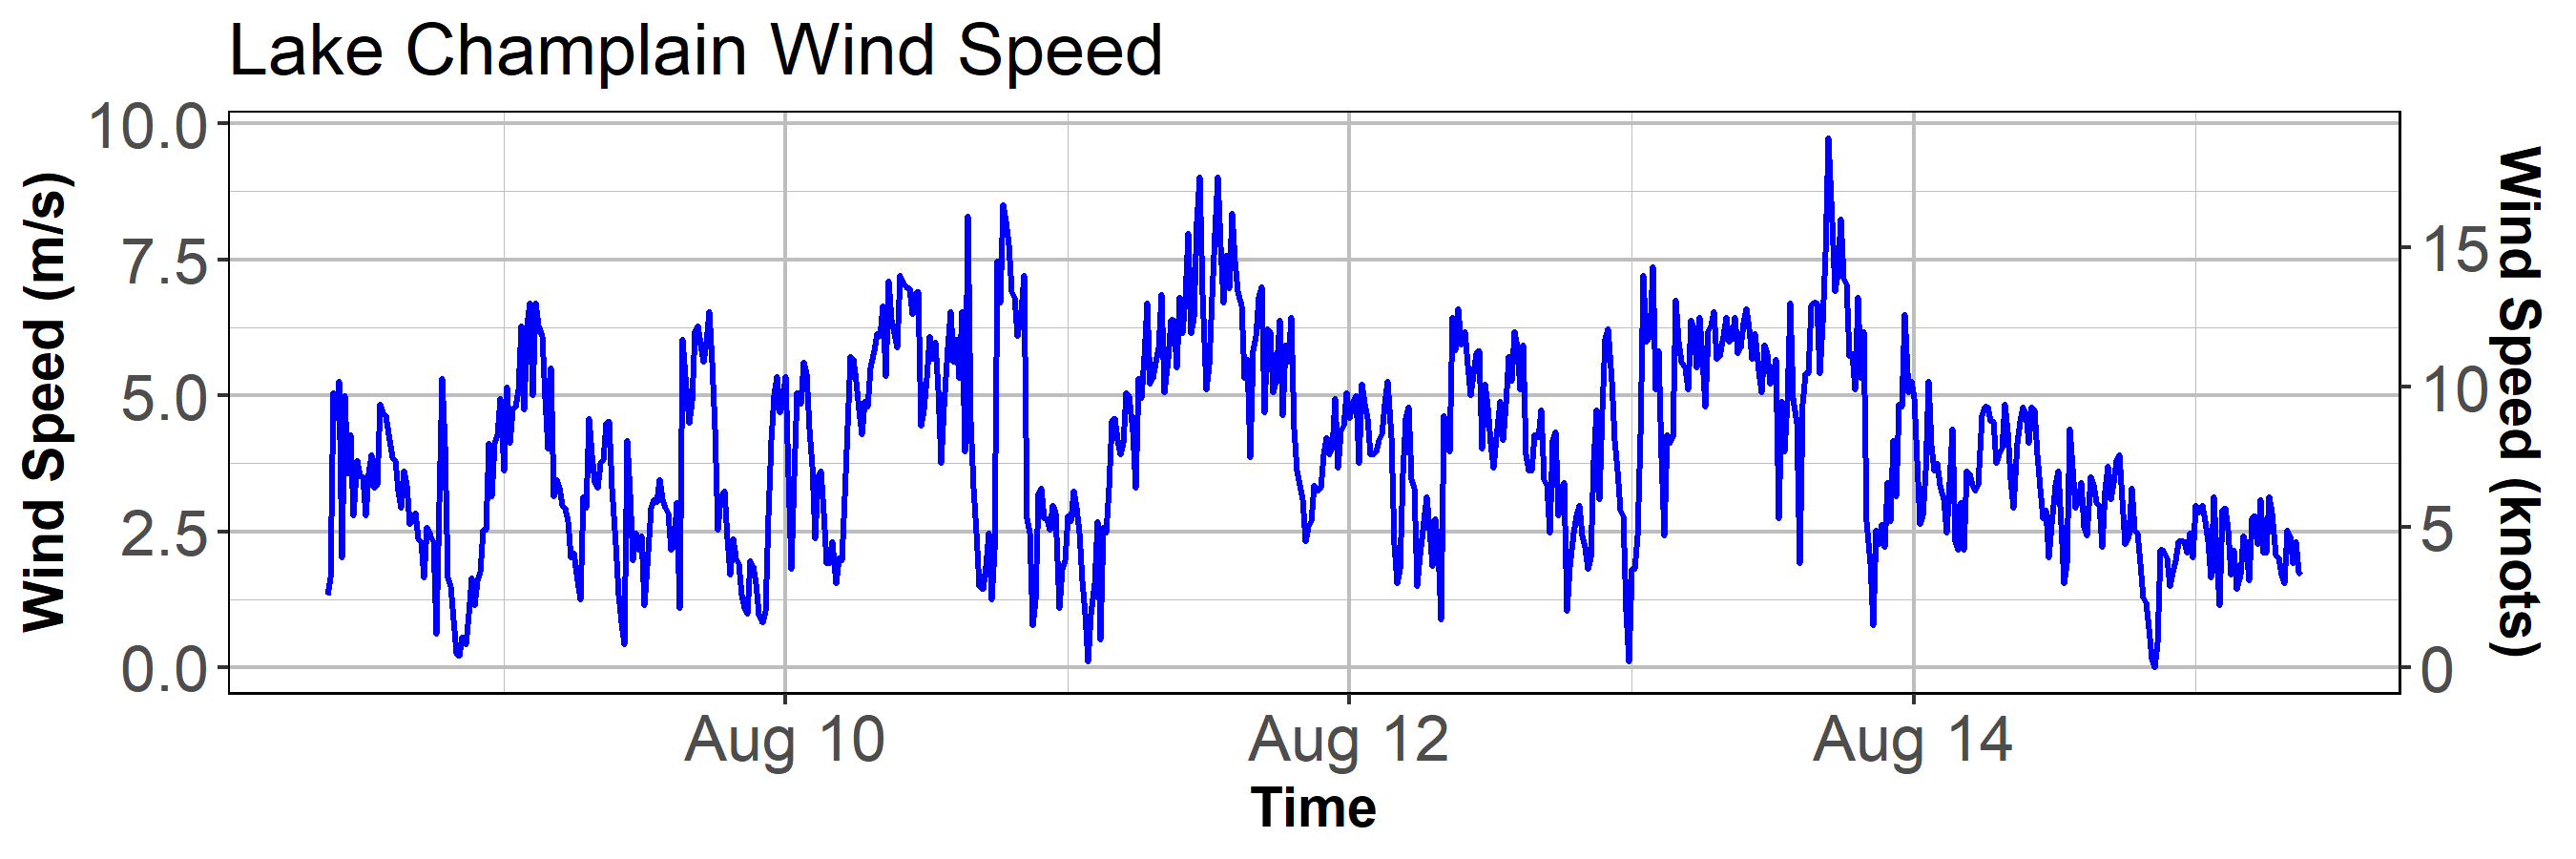 Lake Champlain Wind Speed
10.0
7.5
5.0
2.5
0.0
Wind Speed (m/s)
15
10
5
0
Wind Speed (knots)
Aug 10
Aug 12
Aug 14
Time